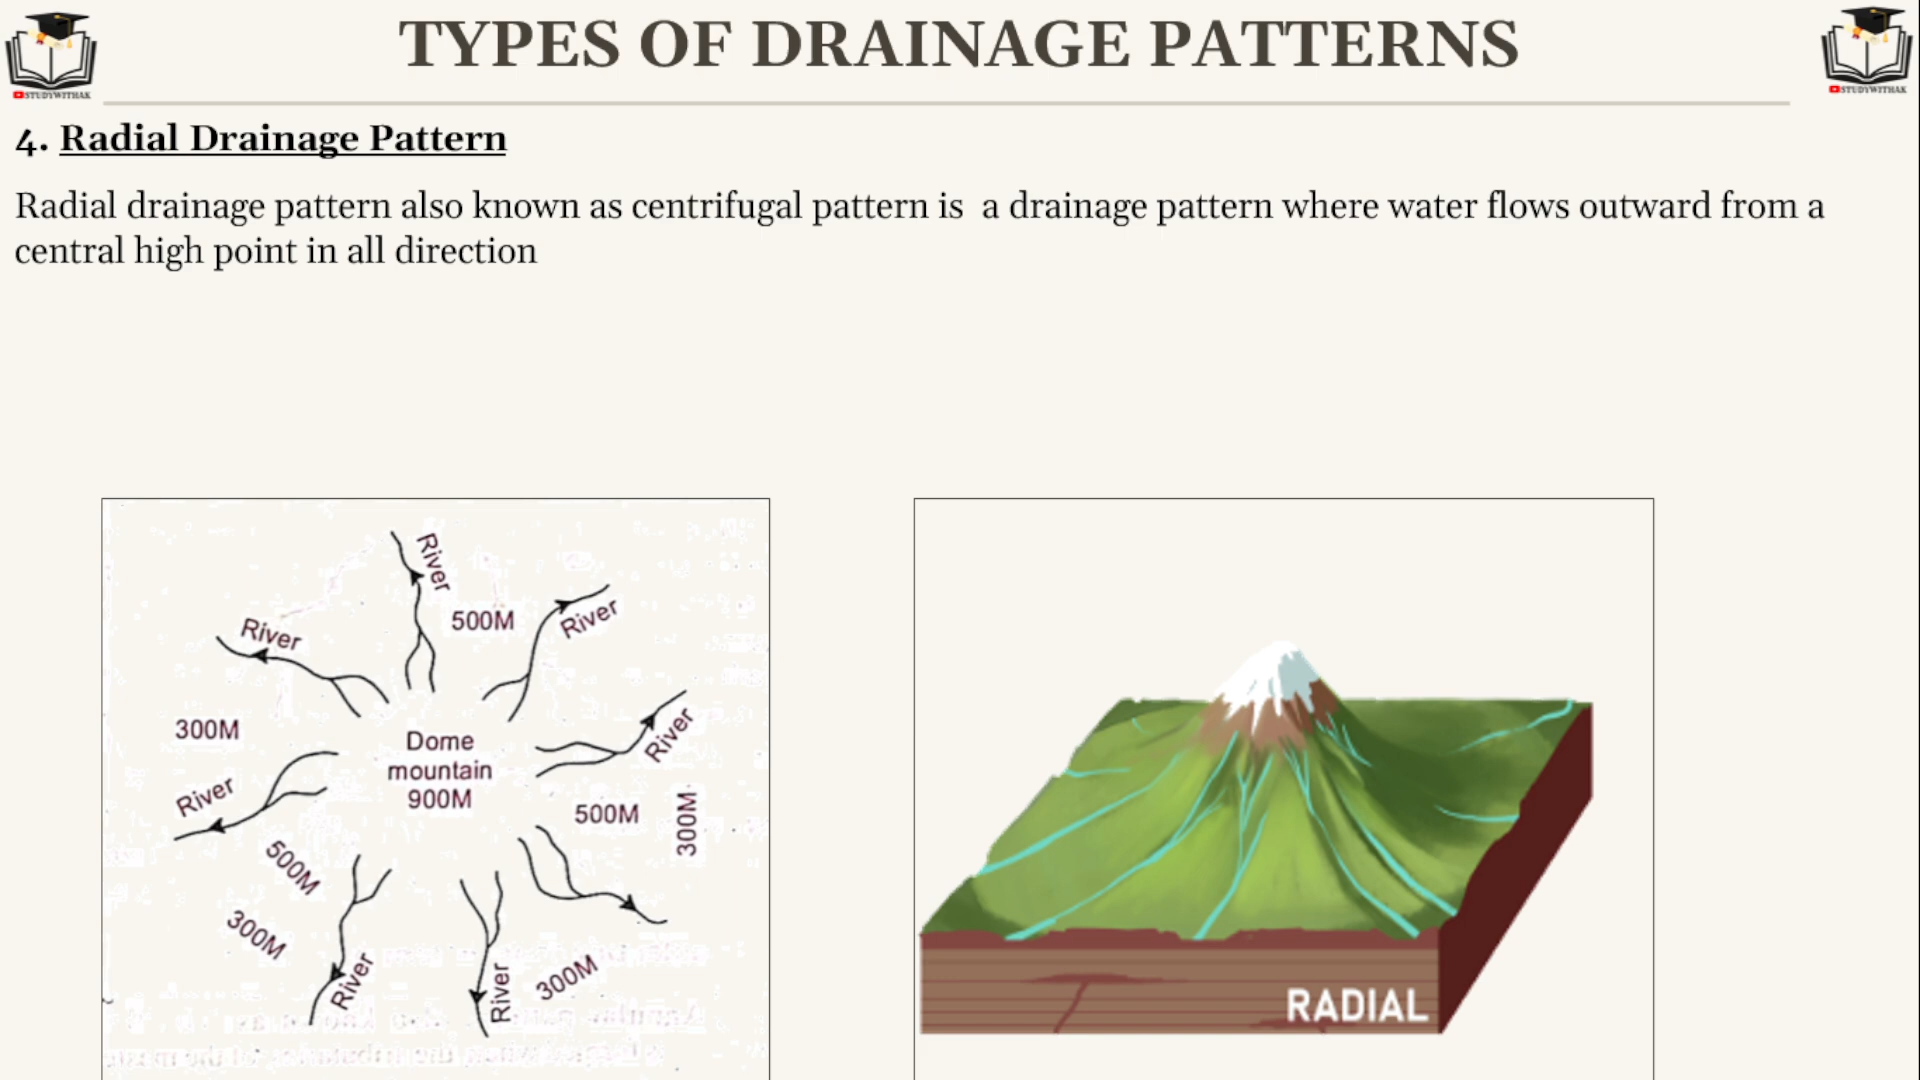 TYPES OF DRAINAGE PATTERNS
STUDYWITHAK
STUDYWITHAK
4. Radial Drainage Pattern
Radial drainage pattern also known as centrifugal pattern is  a drainage pattern where water flows outward from a
central high point in all direction
River
500M
River
River
300M
River
Dome
mountain
900M
River
500M
300M
500M
300M
River
River
300M
RADIAL